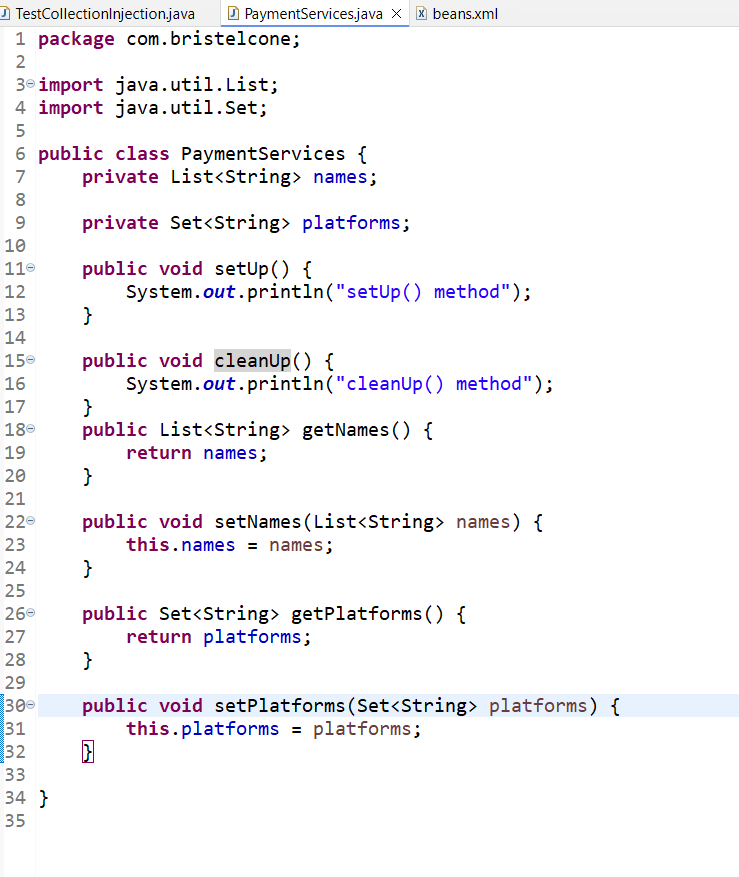 TestCollectionInjection.java PaymentServices.java beans.xml
1 package com.bristelcone;
2
3 import java.util.List;
4 import java.util.Set;
5
6 public class PaymentServices {
7     private List<String> names;
8
9     private Set<String> platforms;
10
11     public void setUp() {
12         System.out.println("setUp() method");
13     }
14
15     public void cleanUp() {
16         System.out.println("cleanUp() method");
17     }
18     public List<String> getNames() {
19         return names;
20     }
21
22     public void setNames(List<String> names) {
23         this.names = names;
24     }
25
26     public Set<String> getPlatforms() {
27         return platforms;
28     }
29
30     public void setPlatforms(Set<String> platforms) {
31         this.platforms = platforms;
32     }
33
34 }
35